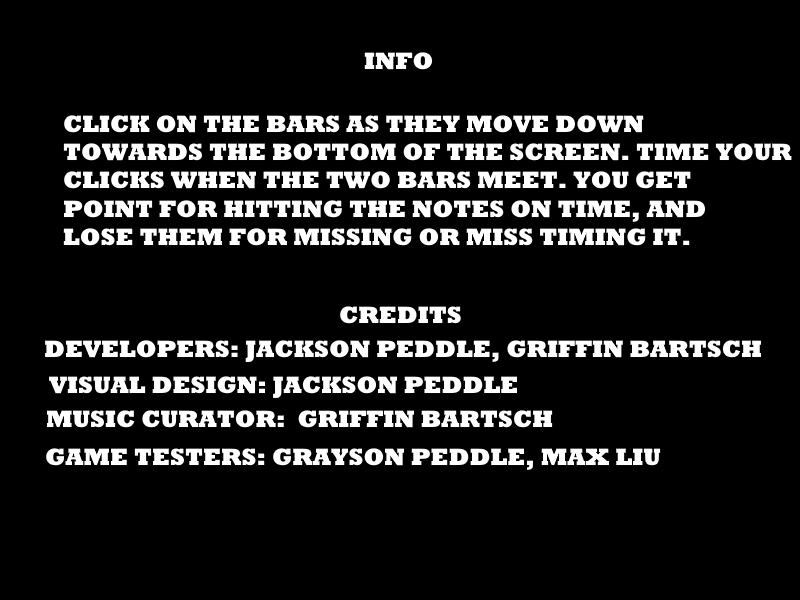 INFO
CLICK ON THE BARS AS THEY MOVE DOWN
TOWARDS THE BOTTOM OF THE SCREEN. TIME YOUR
CLICKS WHEN THE TWO BARS MEET. YOU GET
POINT FOR HITTING THE NOTES ON TIME, AND
LOSE THEM FOR MISSING OR MISS TIMING IT.
CREDITS
DEVELOPERS: JACKSON PEDDLE, GRIFFIN BARTSCH
VISUAL DESIGN: JACKSON PEDDLE
MUSIC CURATOR: GRIFFIN BARTSCH
GAME TESTERS: GRAYSON PEDDLE, MAX LIU